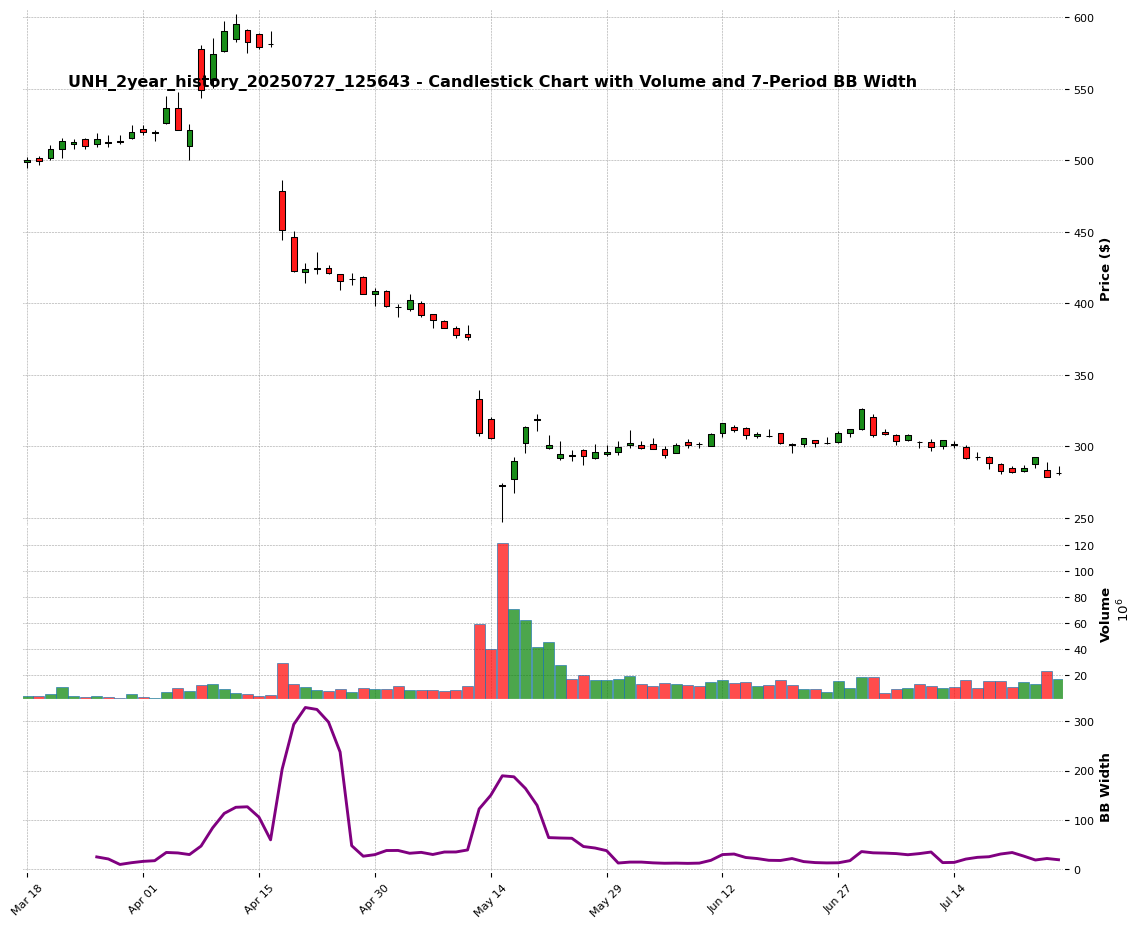 UNH_2year_history_20250727_125643 - Candlestick Chart with Volume and 7-Period BB Width
600
550
500
450
400
350
300
250
Price ($)
120
100
80
60
40
20
Volume
10^6
300
200
100
0
BB Width
Mar 18
Apr 01
Apr 15
Apr 30
May 14
May 29
Jun 12
Jun 27
Jul 14